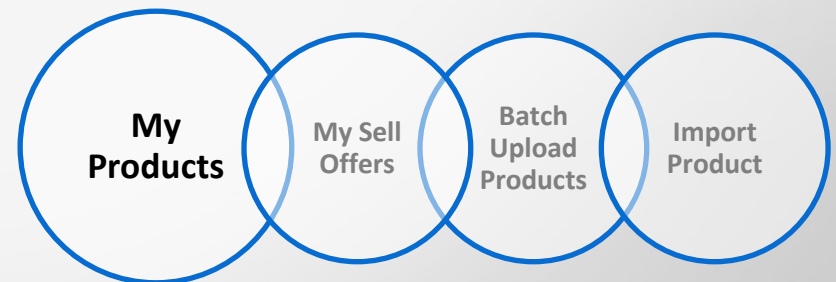 My
Products
My Sell
Offers
Batch
Upload
Products
Import
Product